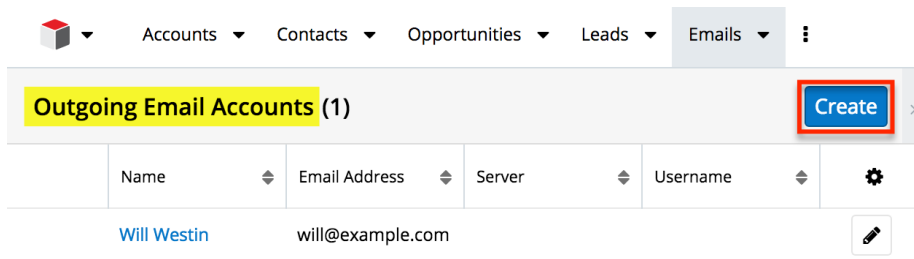 Accounts Contacts Opportunities Leads Emails
Outgoing Email Accounts (1) Create
Name Email Address Server Username
Will Westin will@example.com